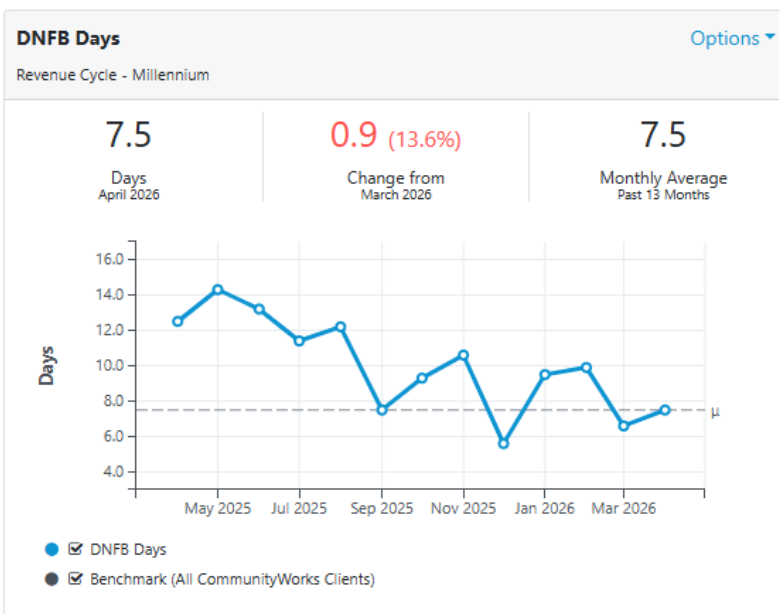 DNFB Days
Options
Revenue Cycle - Millennium
7.5
Days
April 2026
0.9 (13.6%)
Change from
March 2026
7.5
Monthly Average
Past 13 Months
Days
16.0
14.0
12.0
10.0
8.0
6.0
4.0
μ
May 2025 Jul 2025 Sep 2025 Nov 2025 Jan 2026 Mar 2026
DNFB Days
Benchmark (All CommunityWorks Clients)